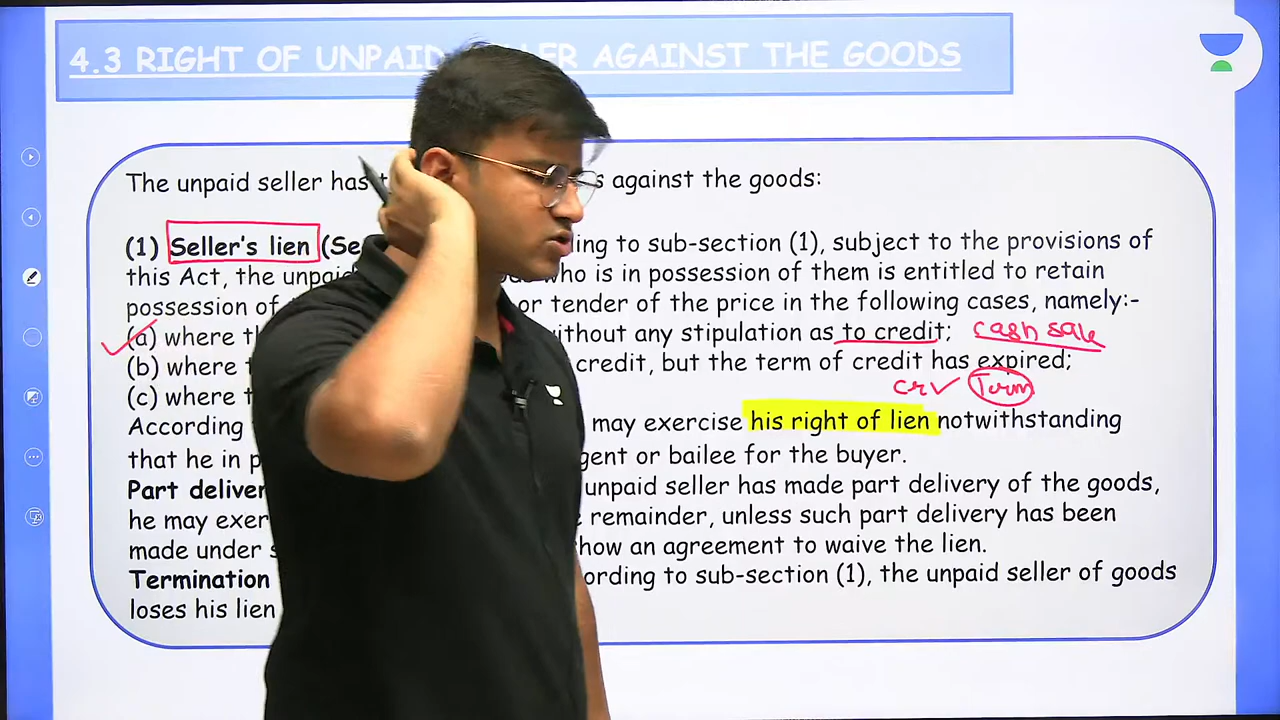 4.3 RIGHT OF UNPAID LLER AGAINST THE GOODS
The unpaid seller has s against the goods:
(1) Seller's lien (Se ing to sub-section (1), subject to the provisions of
this Act, the unpaid who is in possession of them is entitled to retain
possession of or tender of the price in the following cases, namely:-
(a) where th without any stipulation as to credit; cash sale
(b) where credit, but the term of credit has expired;
cr✓ Term
(c) where t
According may exercise his right of lien notwithstanding
that he in p gent or bailee for the buyer.
Part deliver unpaid seller has made part delivery of the goods,
he may exer remainder, unless such part delivery has been
made under how an agreement to waive the lien.
Termination ording to sub-section (1), the unpaid seller of goods
loses his lien